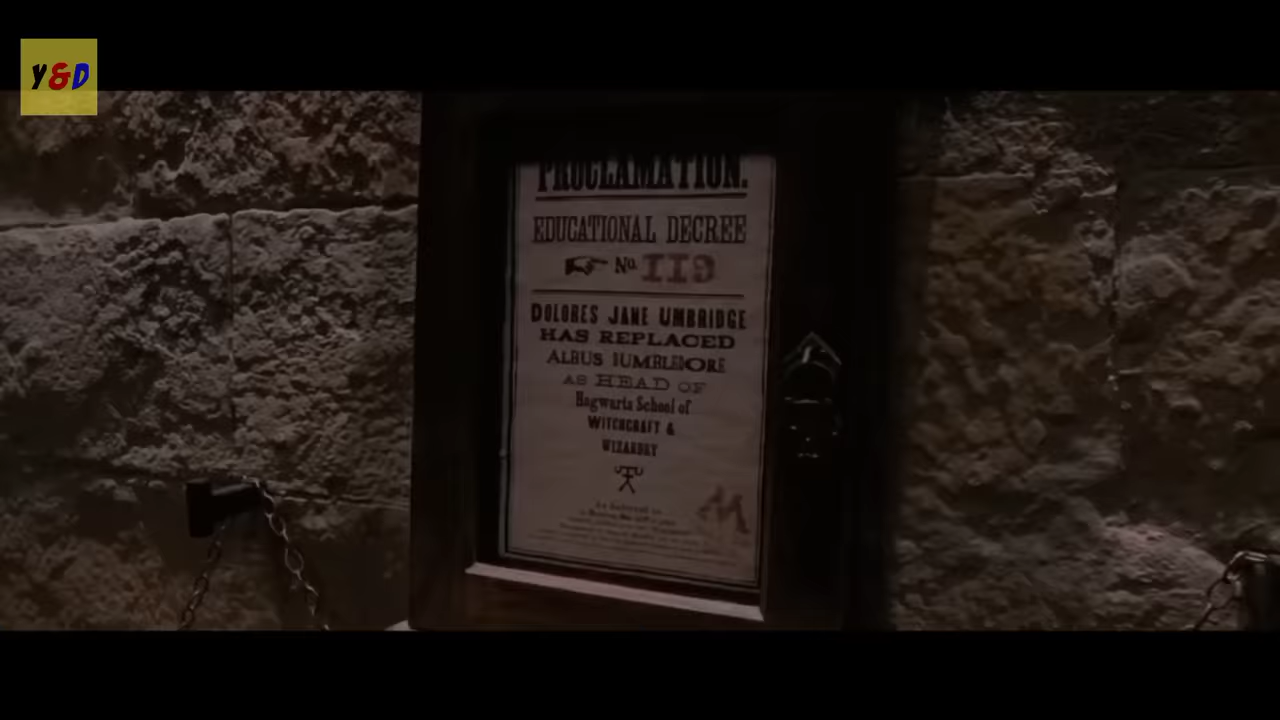 Y&D
PROCLAMATION.
EDUCATIONAL DECREE
No. 119
DOLORES JANE UMBRIDGE
HAS REPLACED
ALBUS DUMBLEDORE
AS HEAD OF
Hogwarts School of
WITCHCRAFT &
WIZARDRY
M